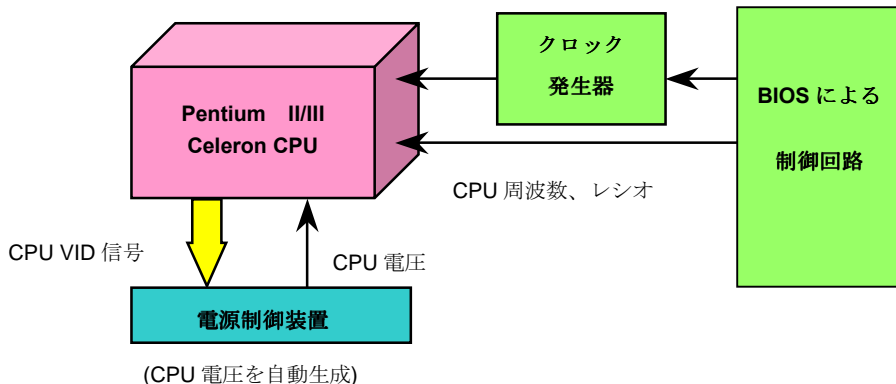 クロック
発生器
BIOS による
制御回路
Pentium II/III
Celeron CPU
CPU 周波数、レシオ
CPU VID 信号
CPU 電圧
電源制御装置
(CPU 電圧を自動生成)